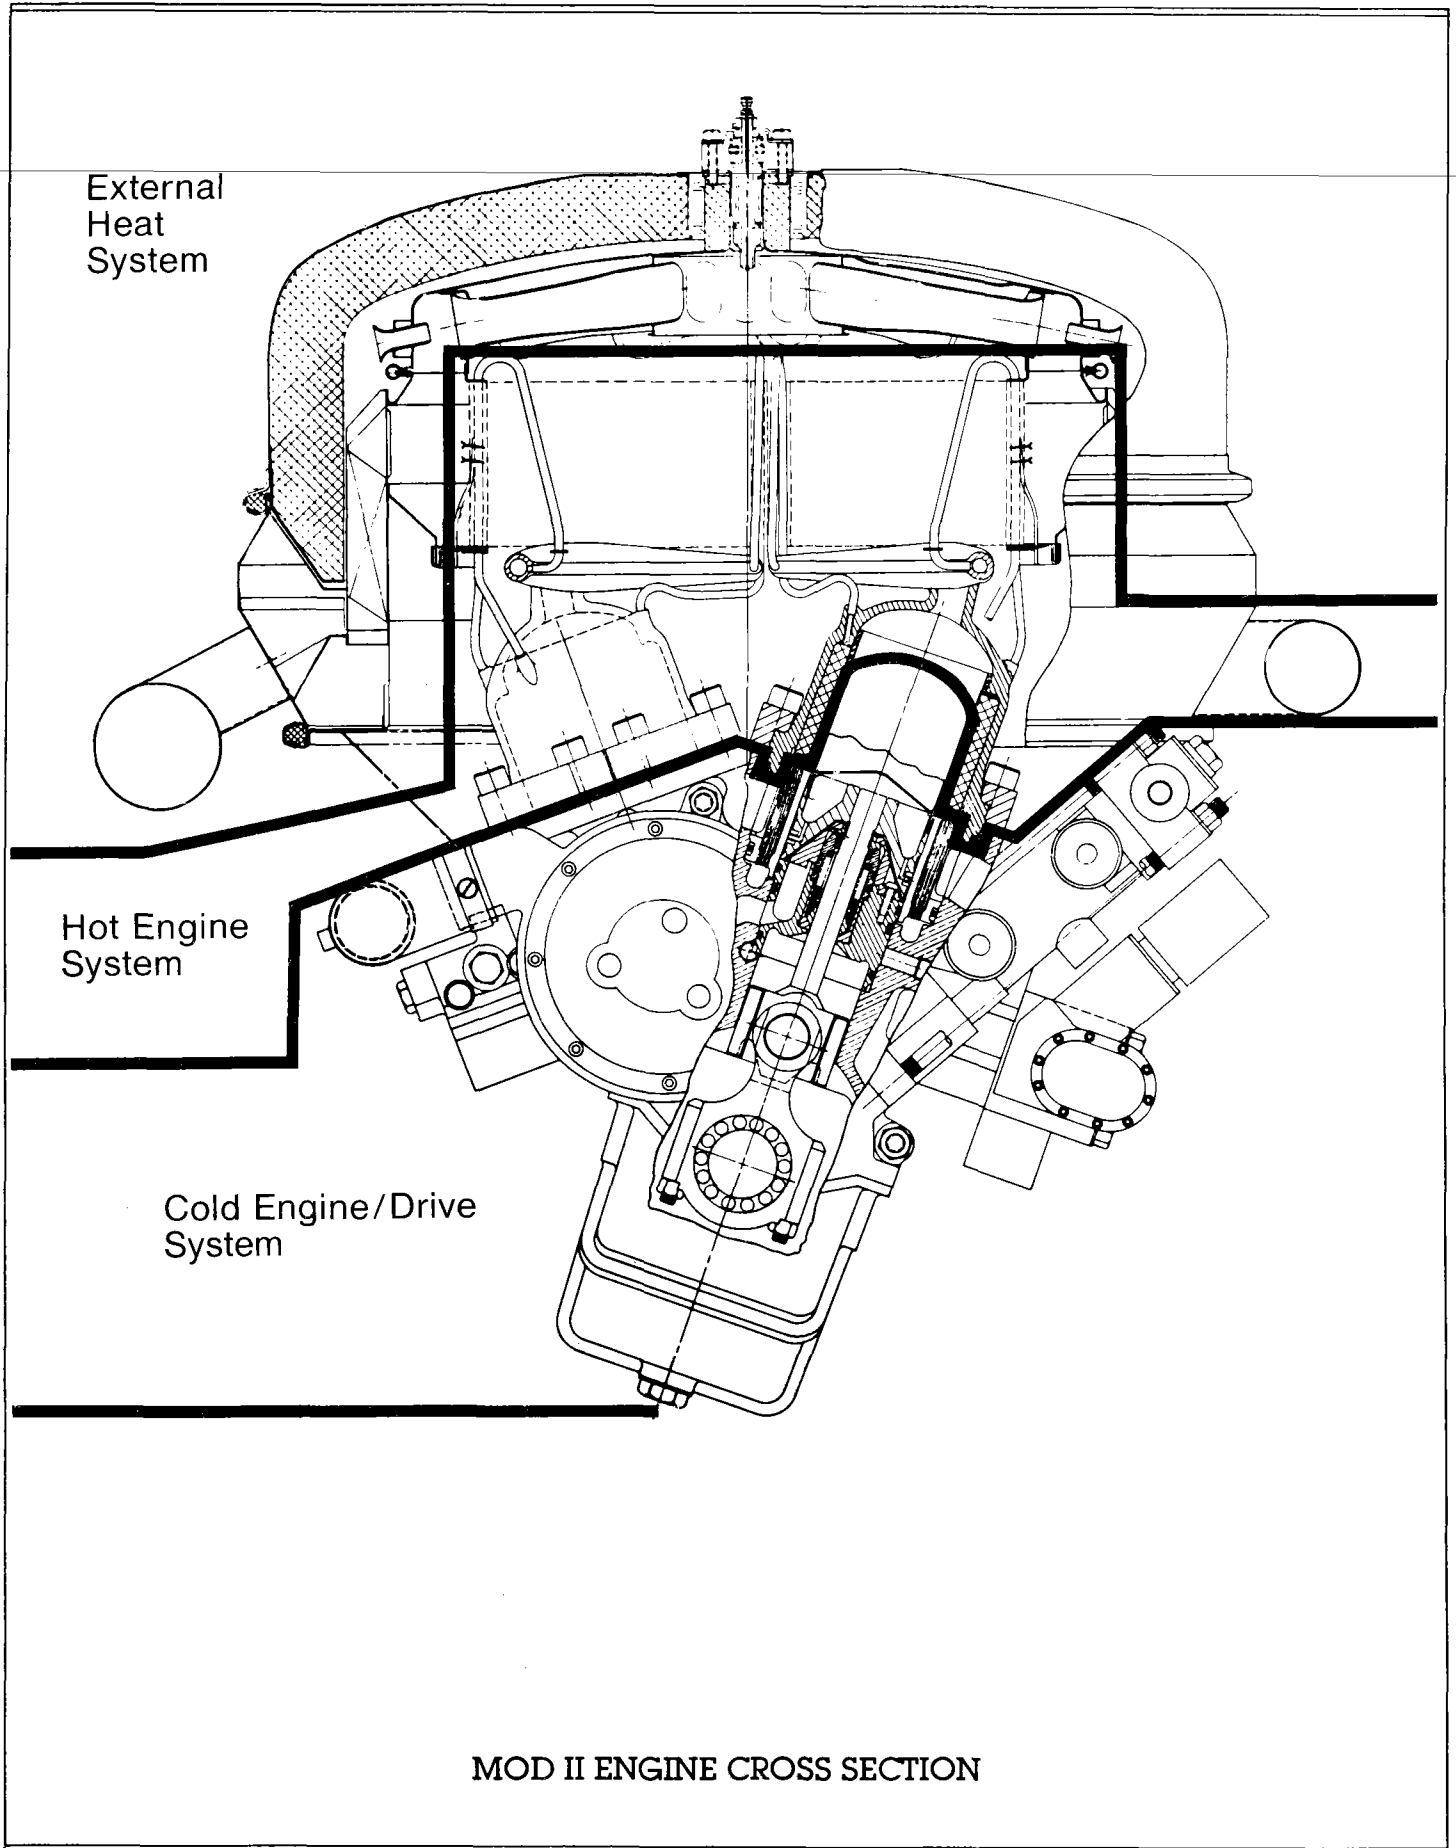 External
Heat
System
Hot Engine
System
Cold Engine/Drive
System
MOD II ENGINE CROSS SECTION